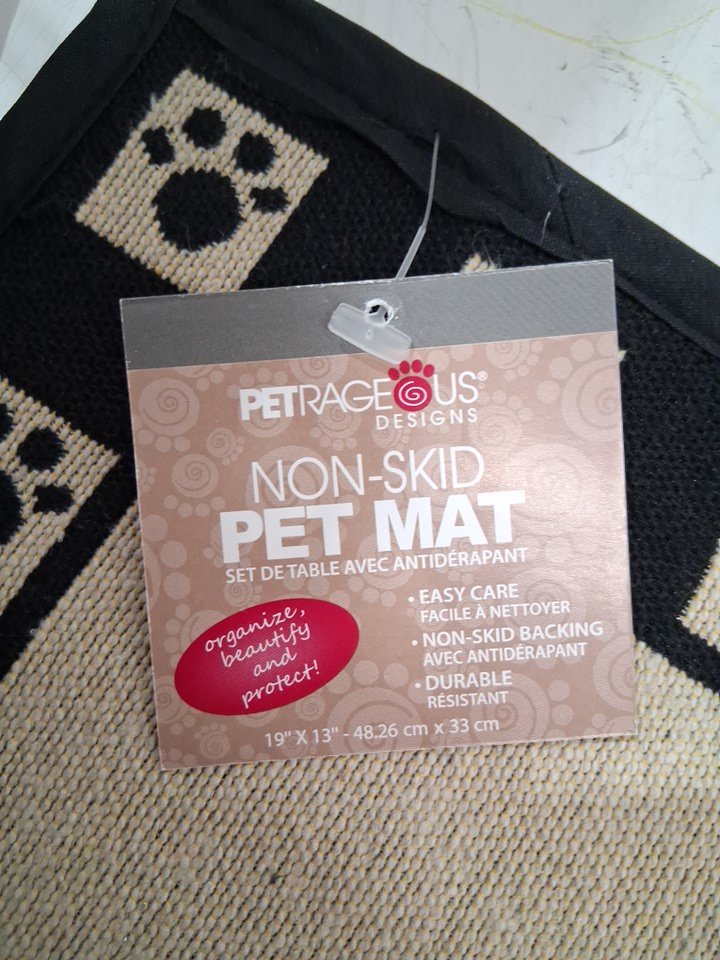 PETRAGEOUS®
DESIGNS
NON-SKID
PET MAT
SET DE TABLE AVEC ANTIDÉRAPANT
organize,
beautify
and
protect!
• EASY CARE
FACILE À NETTOYER
• NON-SKID BACKING
AVEC ANTIDÉRAPANT
• DURABLE
RÉSISTANT
19" X 13" - 48.26 cm x 33 cm